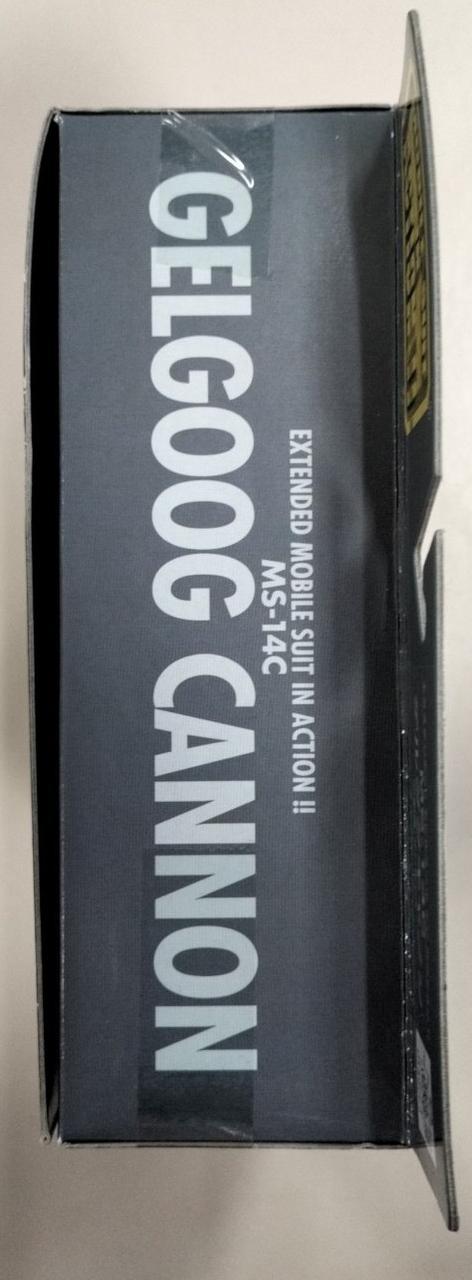 EXTENDED MOBILE SUIT IN ACTION !!
MS-14C
GELGOOG CANNON